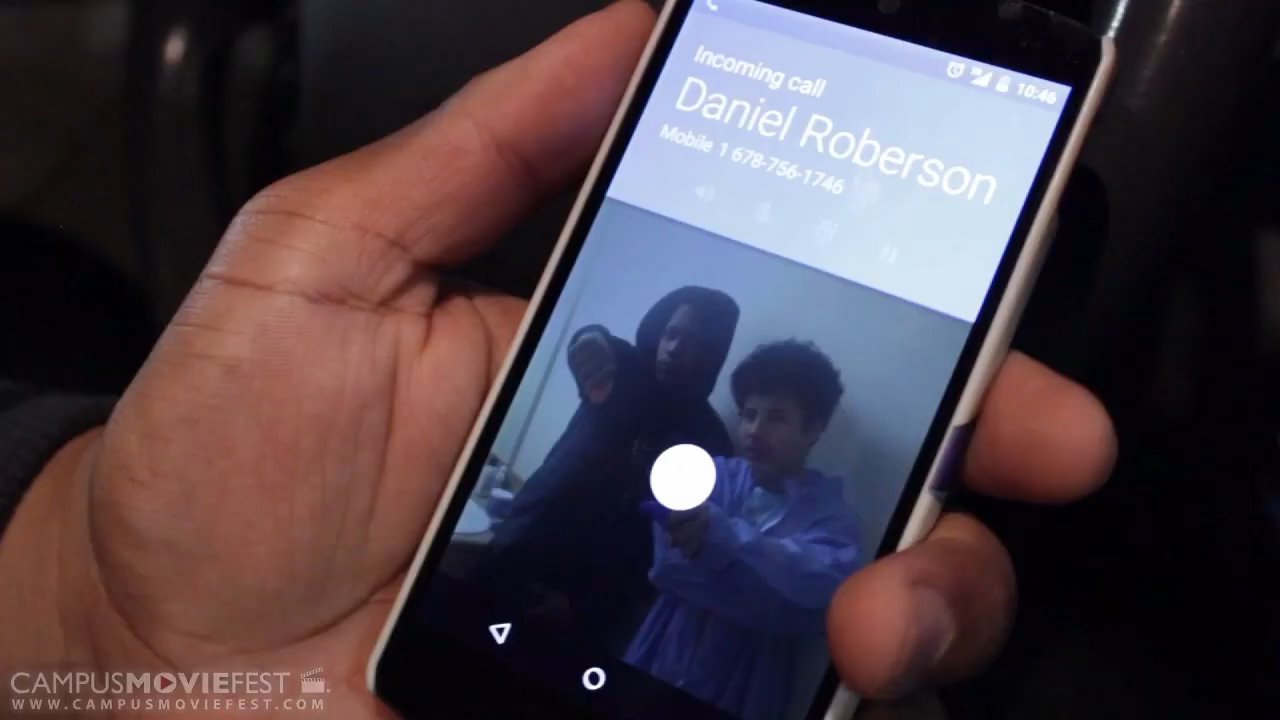 10:46
Incoming call
Daniel Roberson
Mobile 1 678-756-1746
CAMPUSMOVIEFEST
WWW.CAMPUSMOVIEFEST.COM